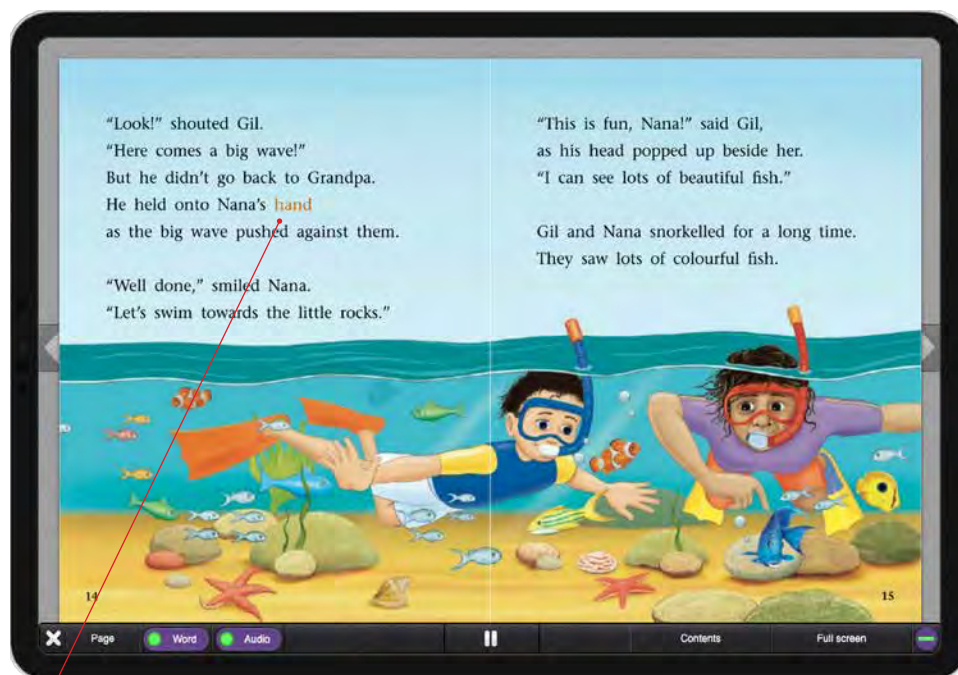 “Look!” shouted Gil.
“Here comes a big wave!”
But he didn’t go back to Grandpa.
He held onto Nana’s hand
as the big wave pushed against them.
“Well done,” smiled Nana.
“Let’s swim towards the little rocks.”
14
“This is fun, Nana!” said Gil,
as his head popped up beside her.
“I can see lots of beautiful fish.”
Gil and Nana snorkelled for a long time.
They saw lots of colourful fish.
15
Page Word Audio Contents Full screen